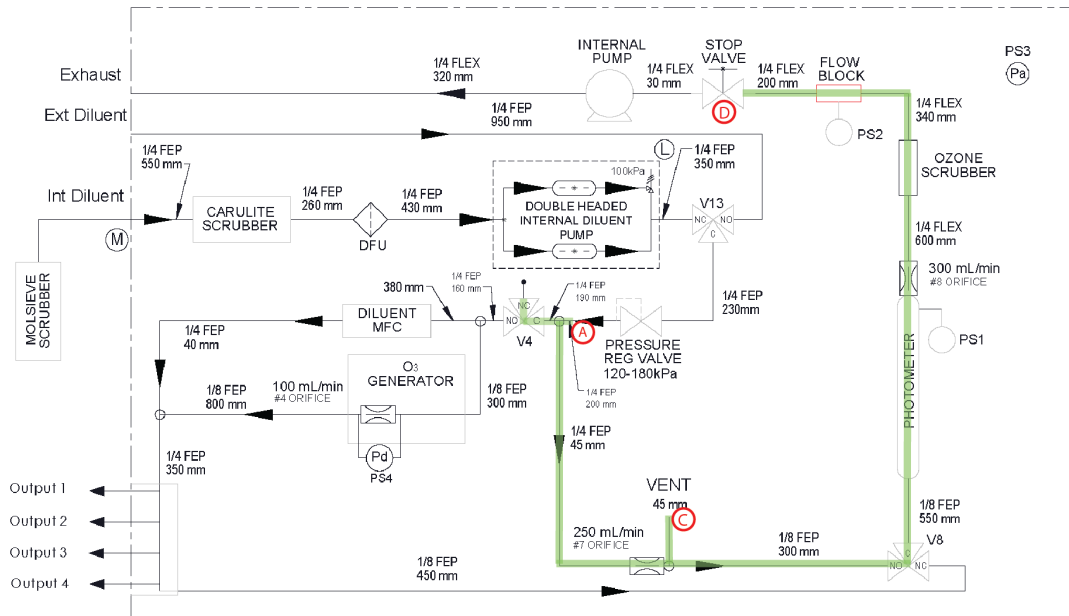 INTERNAL
PUMP
STOP
VALVE
FLOW
BLOCK
PS3
Pa
Exhaust
1/4 FLEX
320 mm
1/4 FLEX
30 mm
1/4 FLEX
200 mm
D
1/4 FLEX
340 mm
Ext Diluent
1/4 FEP
950 mm
PS2
1/4 FEP
550 mm
L
1/4 FEP
350 mm
OZONE
SCRUBBER
Int Diluent
1/4 FEP
260 mm
1/4 FEP
430 mm
100kPa
CARULITE
SCRUBBER
DFU
DOUBLE HEADED
INTERNAL DILUENT
PUMP
V13
NC
NO
C
M
1/4 FLEX
600 mm
MOLSIEVE
SCRUBBER
300 mL/min
#8 ORIFICE
380 mm
1/4 FEP
160 mm
1/4 FEP
190 mm
1/4 FEP
230mm
DILUENT
MFC
NC
NO
C
V4
A
PRESSURE
REG VALVE
120-180kPa
PS1
1/4 FEP
40 mm
O3
GENERATOR
1/8 FEP
800 mm
100 mL/min
#4 ORIFICE
1/8 FEP
300 mm
1/4 FEP
200 mm
PHOTOMETER
Pd
PS4
1/4 FEP
45 mm
1/4 FEP
350 mm
Output 1
Output 2
Output 3
Output 4
VENT
45 mm
C
250 mL/min
#7 ORIFICE
1/8 FEP
300 mm
1/8 FEP
550 mm
V8
C
NO
NC
1/8 FEP
450 mm